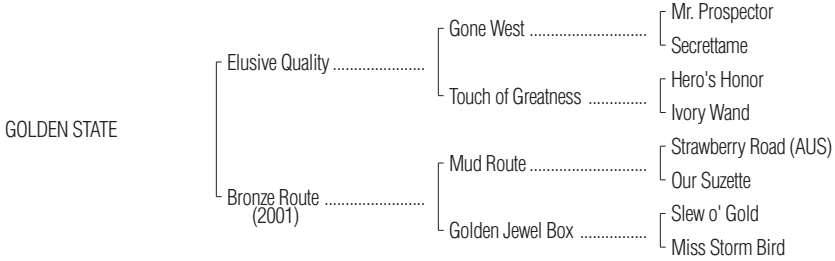 Mr. Prospector
Gone West ..........................
Secrettame
Elusive Quality .....................
Hero's Honor
Touch of Greatness .............
Ivory Wand
GOLDEN STATE
Strawberry Road (AUS)
Mud Route ..........................
Our Suzette
Bronze Route .......................
(2001)
Slew o' Gold
Golden Jewel Box ...............
Miss Storm Bird